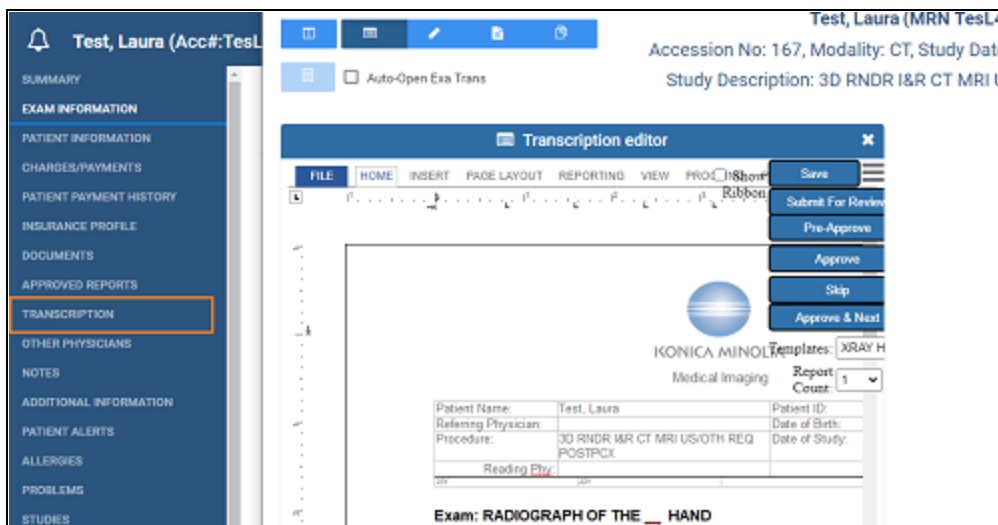 Test, Laura (Acc#:TesL
SUMMARY
EXAM INFORMATION
PATIENT INFORMATION
CHARGES/PAYMENTS
PATIENT PAYMENT HISTORY
INSURANCE PROFILE
DOCUMENTS
APPROVED REPORTS
TRANSCRIPTION
OTHER PHYSICIANS
NOTES
ADDITIONAL INFORMATION
PATIENT ALERTS
ALLERGIES
PROBLEMS
STUDIES
Auto-Open Exa Trans
Test, Laura (MRN TesL4
Accession No: 167, Modality: CT, Study Dat
Study Description: 3D RNDR I&R CT MRI U
Transcription editor
FILE HOME INSERT PAGE LAYOUT REPORTING VIEW Show
Ribbon
Save
Submit For Review
Pre-Approve
Approve
Skip
Approve & Next
Templates: XRAY H
Report
Count: 1
KONICA MINOLTA
Medical Imaging
Patient Name: Test, Laura Patient ID:
Referring Physician: Date of Birth:
Procedure: 3D RNDR I&R CT MRI US/OTH REQ Date of Study:
POSTPCX
Reading Phy:
Exam: RADIOGRAPH OF THE __ HAND